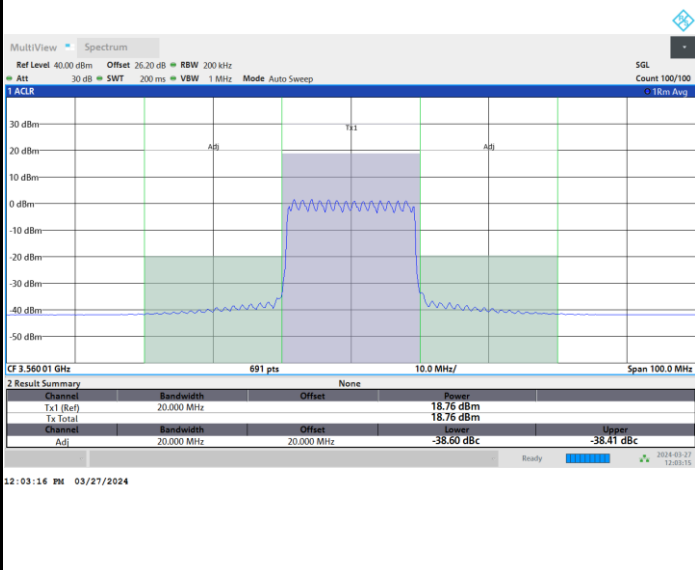 MultiView Spectrum
Ref Level 40.00 dBm Offset 26.20 dB RBW 200 kHz SGL
Att 30 dB SWT 200 ms VBW 1 MHz Mode Auto Sweep Count 100/100
1 ACLR 1Rm Avg
Tx1
Adj Adj
30 dBm
20 dBm
10 dBm
0 dBm
-10 dBm
-20 dBm
-30 dBm
-40 dBm
-50 dBm
CF 3.56001 GHz 691 pts 10.0 MHz/ Span 100.0 MHz
2 Result Summary None
Channel Bandwidth Offset Power
Tx1 (Ref) 20.000 MHz 18.76 dBm
Tx Total 18.76 dBm
Channel Bandwidth Offset Lower Upper
Adj 20.000 MHz 20.000 MHz -38.60 dBc -38.41 dBc
Ready 2024-03-27
12:03:15
12:03:16 PM 03/27/2024